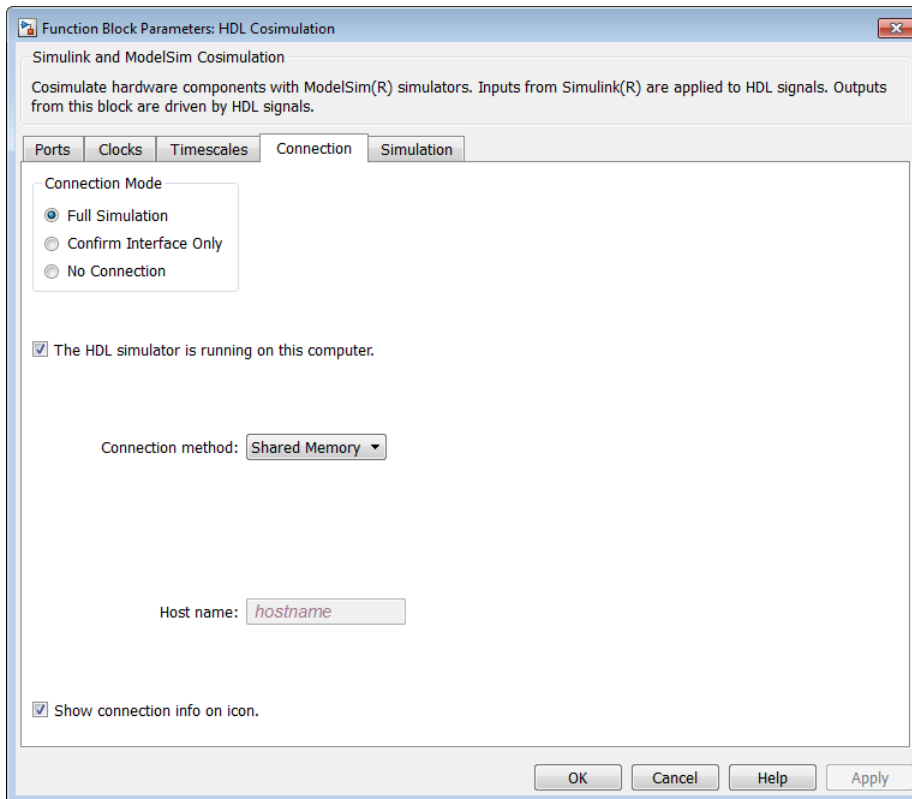 Function Block Parameters: HDL Cosimulation
Simulink and ModelSim Cosimulation
Cosimulate hardware components with ModelSim(R) simulators. Inputs from Simulink(R) are applied to HDL signals. Outputs
from this block are driven by HDL signals.
Ports Clocks Timescales Connection Simulation
Connection Mode
Full Simulation
Confirm Interface Only
No Connection
The HDL simulator is running on this computer.
Connection method: Shared Memory
Host name: hostname
Show connection info on icon.
OK Cancel Help Apply